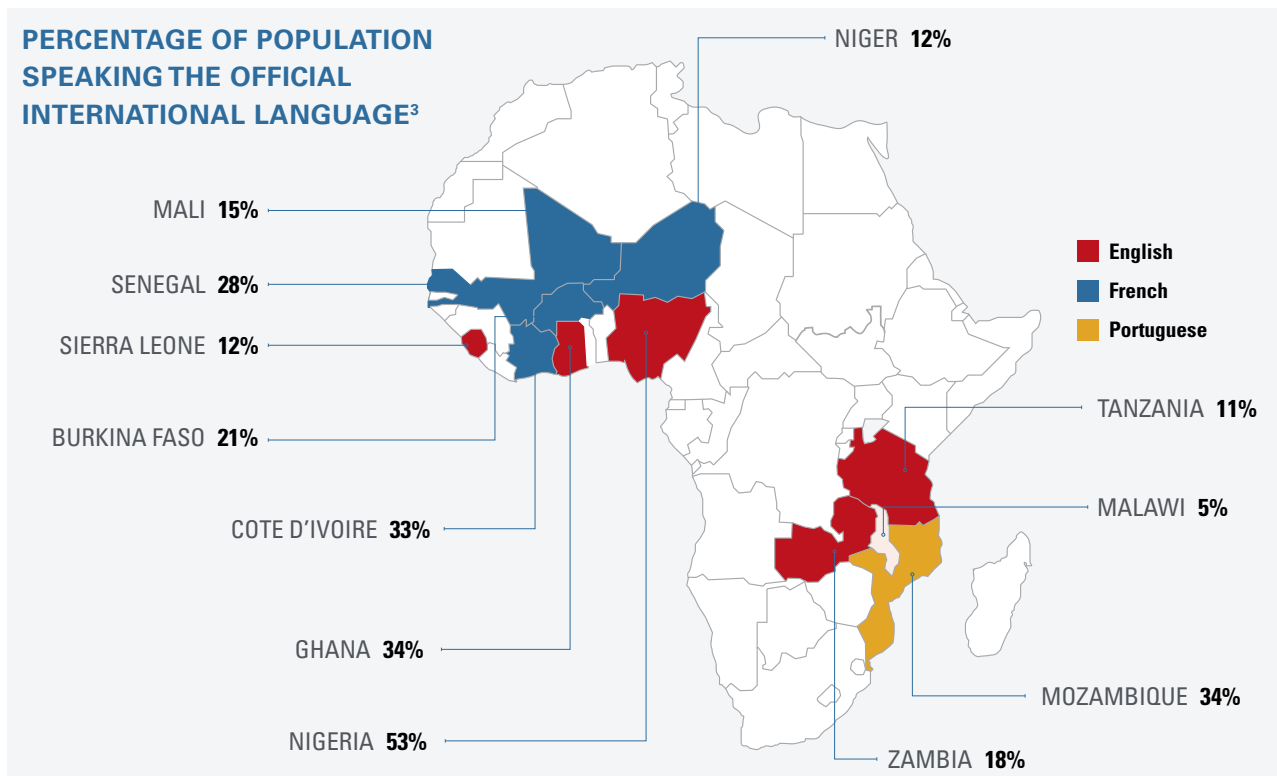 PERCENTAGE OF POPULATION
SPEAKING THE OFFICIAL
INTERNATIONAL LANGUAGE³
NIGER 12%
MALI 15%
SENEGAL 28%
SIERRA LEONE 12%
BURKINA FASO 21%
COTE D’IVOIRE 33%
GHANA 34%
NIGERIA 53%
English
French
Portuguese
TANZANIA 11%
MALAWI 5%
MOZAMBIQUE 34%
ZAMBIA 18%